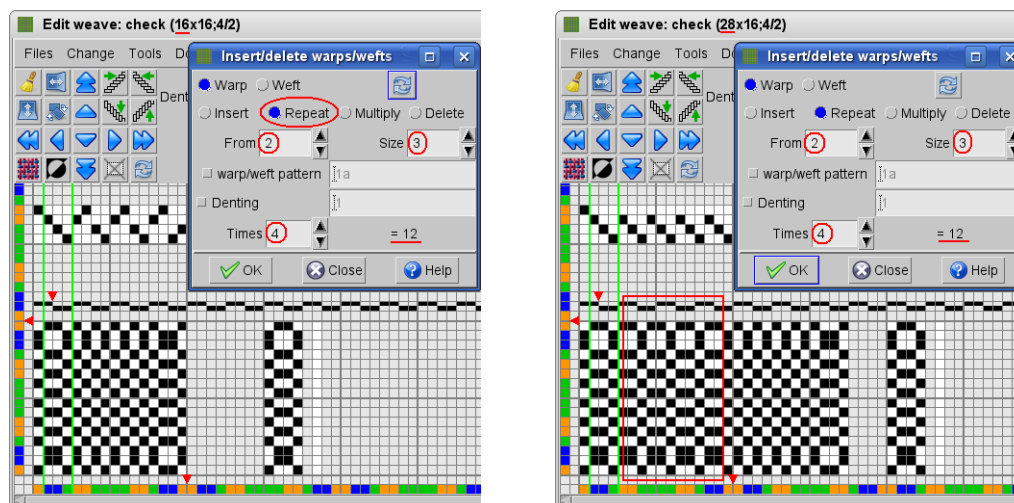 Edit weave: check (16x16;4/2)
Files Change Tools
Insert/delete warps/wefts
Warp Weft
Dent
Insert Repeat Multiply Delete
From 2 Size 3
warp/weft pattern 1a
Denting 1
Times 4 = 12
OK Close Help
Edit weave: check (28x16;4/2)
Files Change Tools
Insert/delete warps/wefts
Warp Weft
Dent
Insert Repeat Multiply Delete
From 2 Size 3
warp/weft pattern 1a
Denting 1
Times 4 = 12
OK Close Help